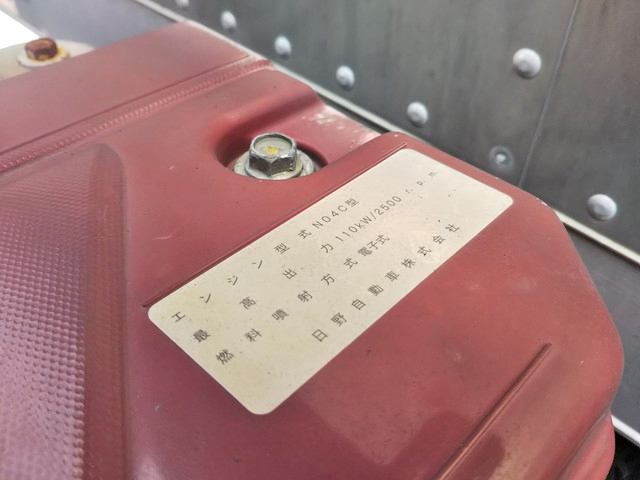 エンジン型式 N04C型
最高出力 110kW/2500 r.p.m.
燃料噴射方式 電子式
日野自動車株式会社